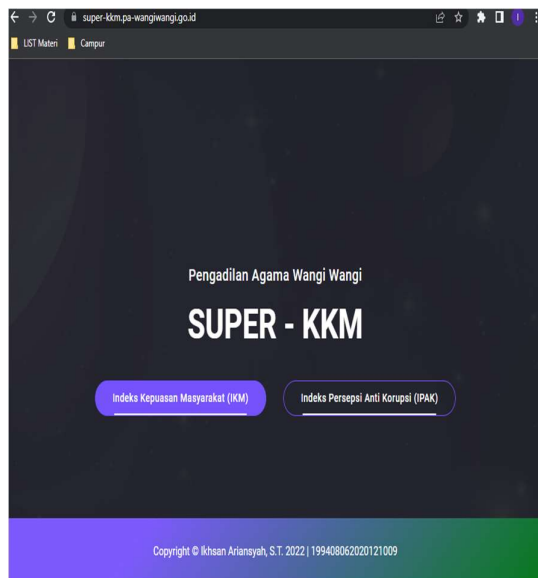 super-kkm.pa-wangiwangi.go.id
LIST Materi Campur
Pengadilan Agama Wangi Wangi
SUPER - KKM
Indeks Kepuasan Masyarakat (IKM) Indeks Persepsi Anti Korupsi (IPAK)
Copyright © Ikhsan Ariansyah, S.T. 2022 | 199408062020121009